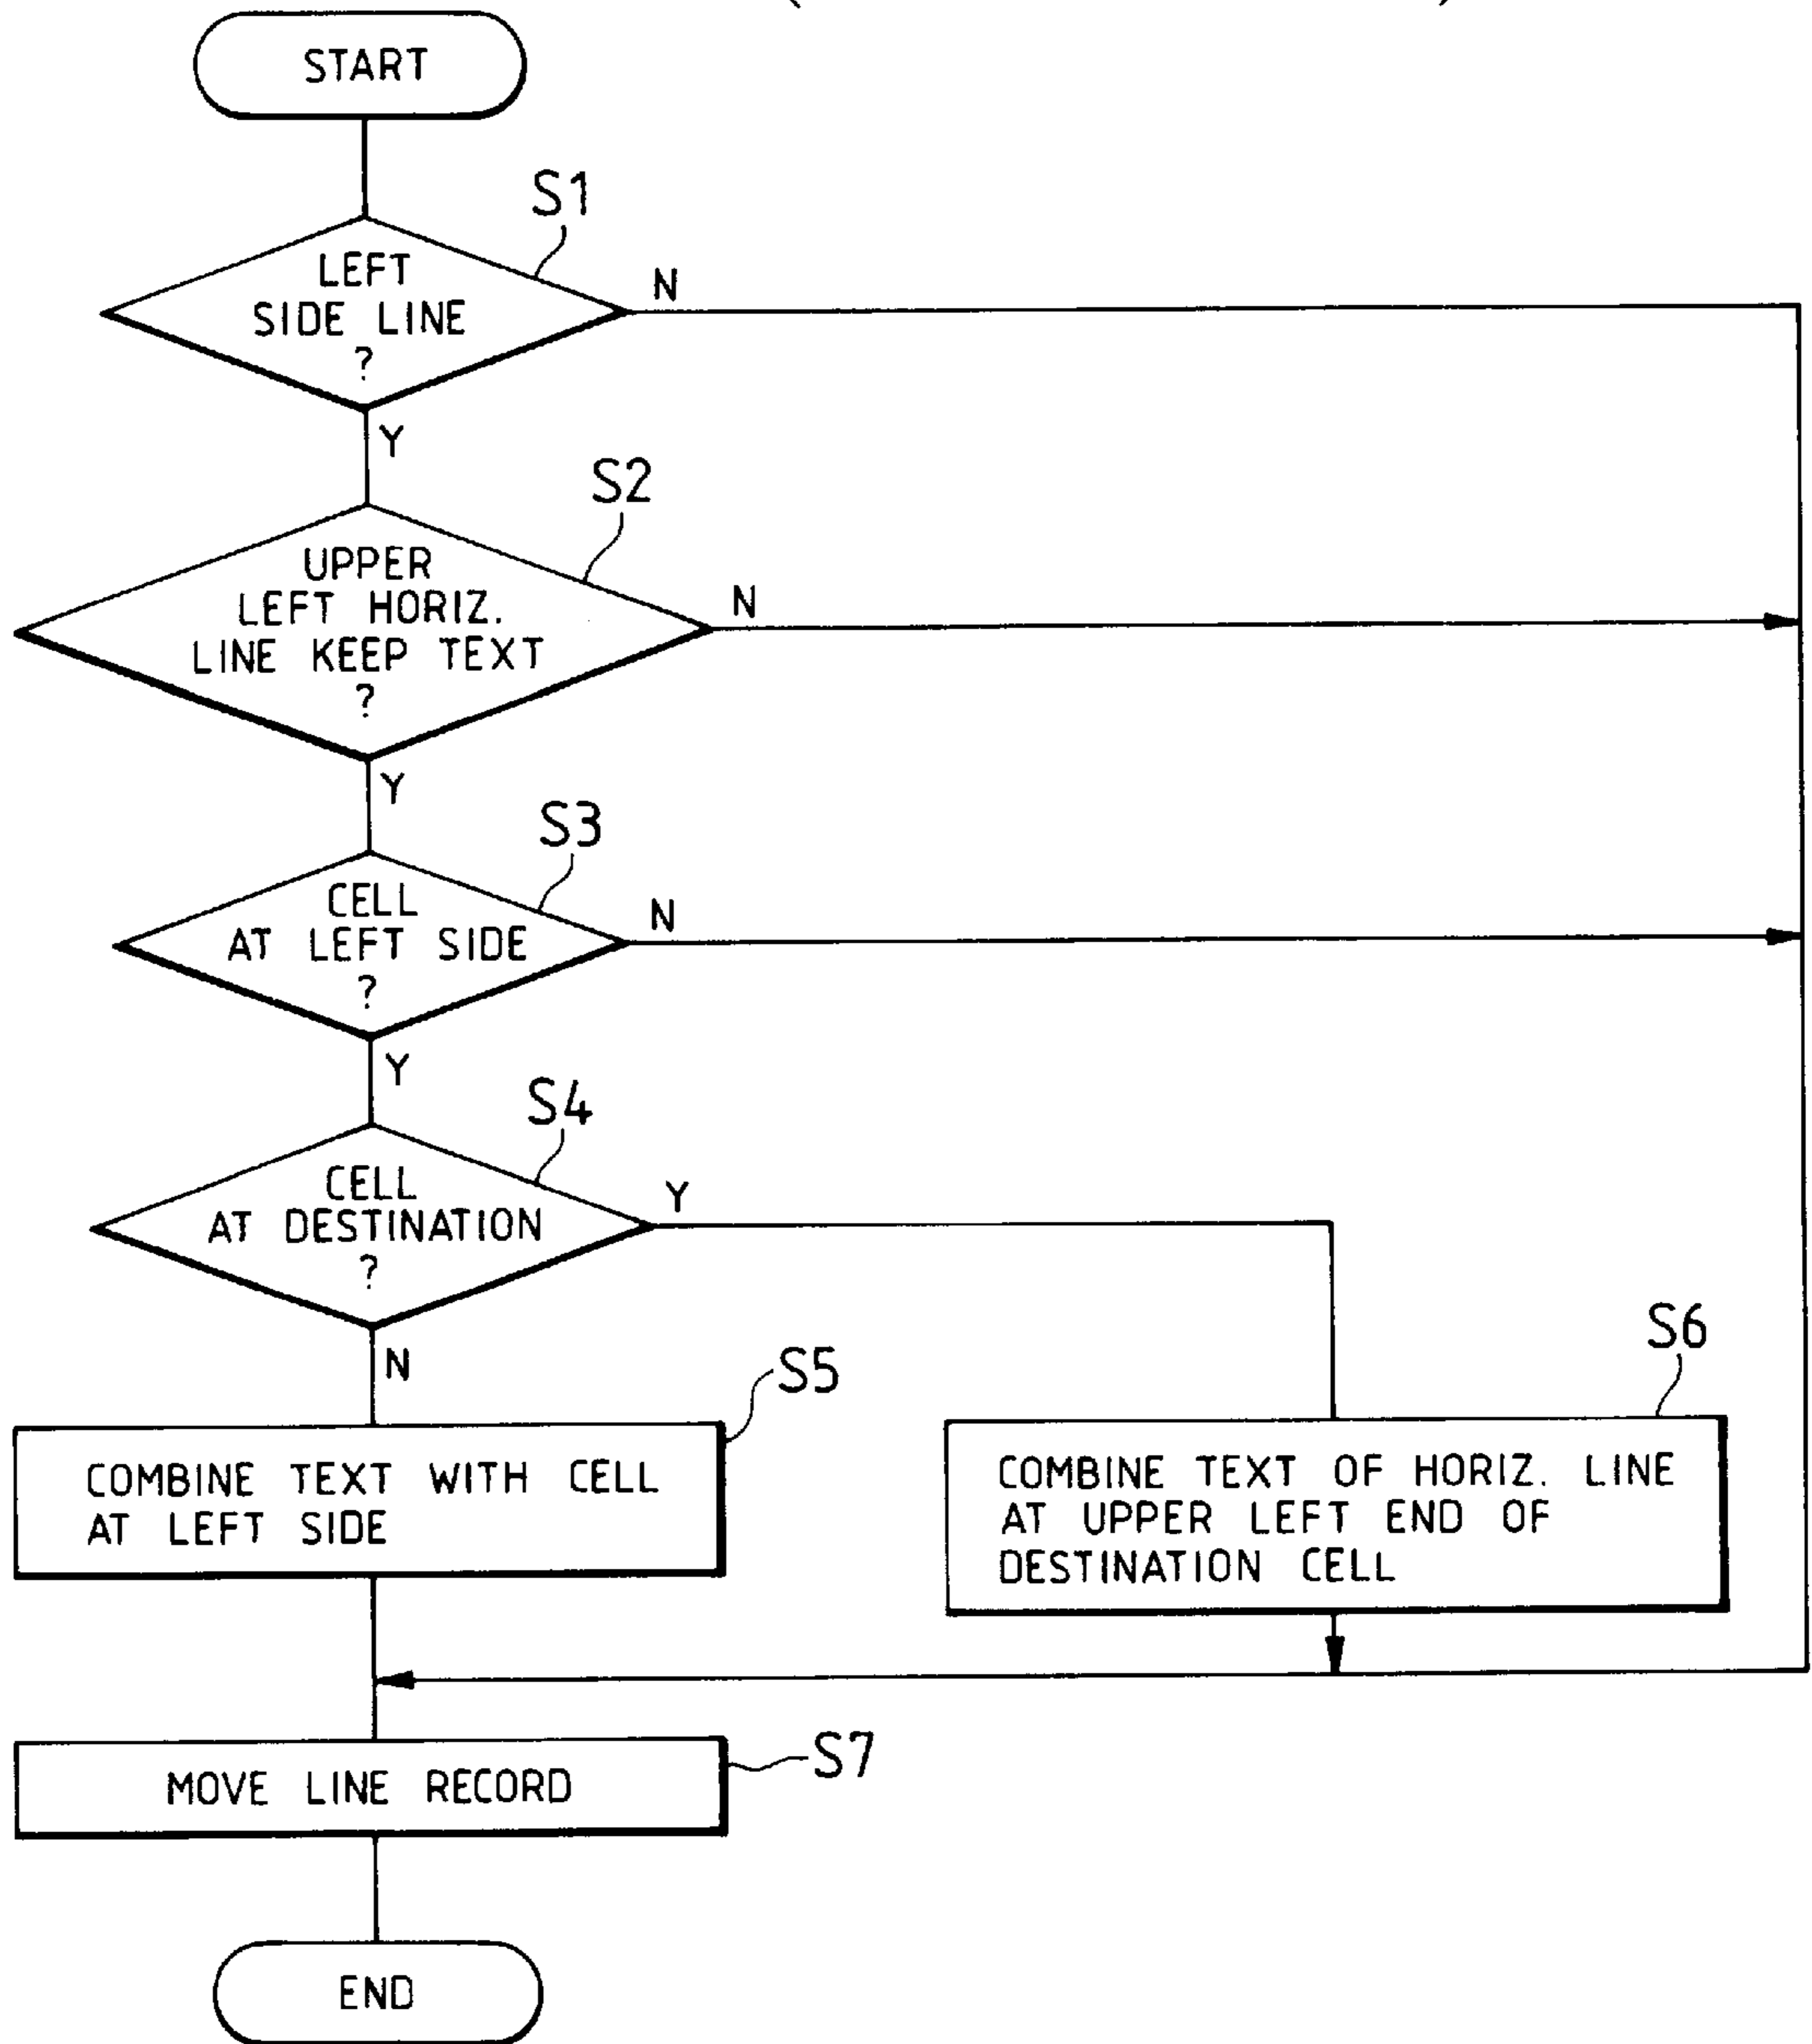 START
S1
LEFT
SIDE LINE
?
N
Y
S2
UPPER
LEFT HORIZ.
LINE KEEP TEXT
?
N
Y
S3
CELL
AT LEFT SIDE
?
N
Y
S4
CELL
AT DESTINATION
?
Y
N
S5
COMBINE TEXT WITH CELL
AT LEFT SIDE
S6
COMBINE TEXT OF HORIZ. LINE
AT UPPER LEFT END OF
DESTINATION CELL
S7
MOVE LINE RECORD
END